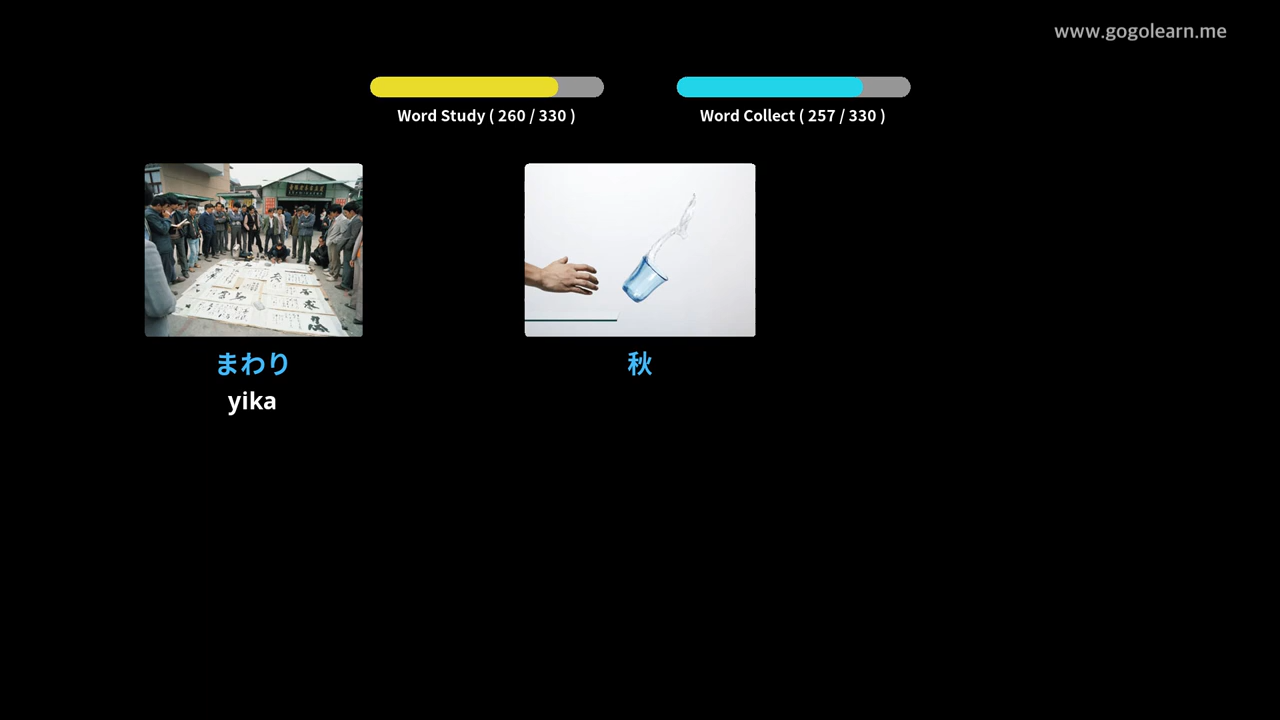 www.gogolearn.me
Word Study ( 260 / 330 )
Word Collect ( 257 / 330 )
まわり
yika
秋